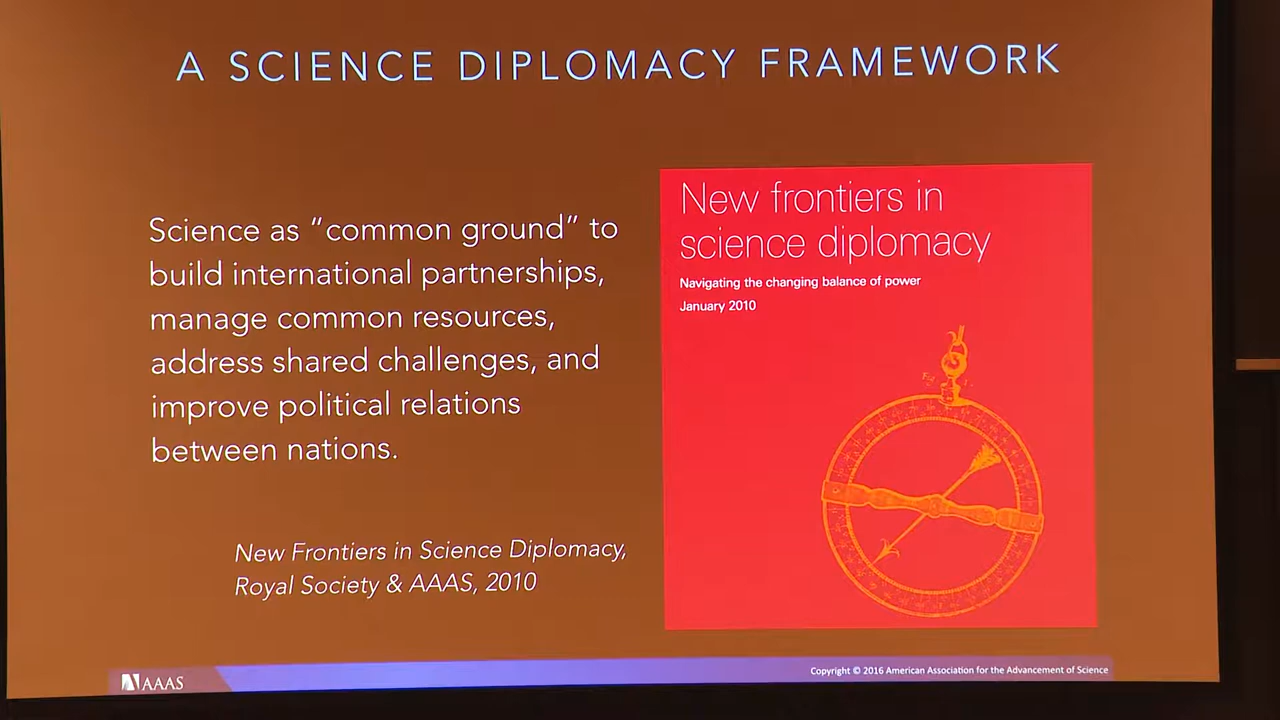 A SCIENCE DIPLOMACY FRAMEWORK
Science as “common ground” to
build international partnerships,
manage common resources,
address shared challenges, and
improve political relations
between nations.
New Frontiers in Science Diplomacy,
Royal Society & AAAS, 2010
New frontiers in
science diplomacy
Navigating the changing balance of power
January 2010
AAAS
Copyright © 2016 American Association for the Advancement of Science